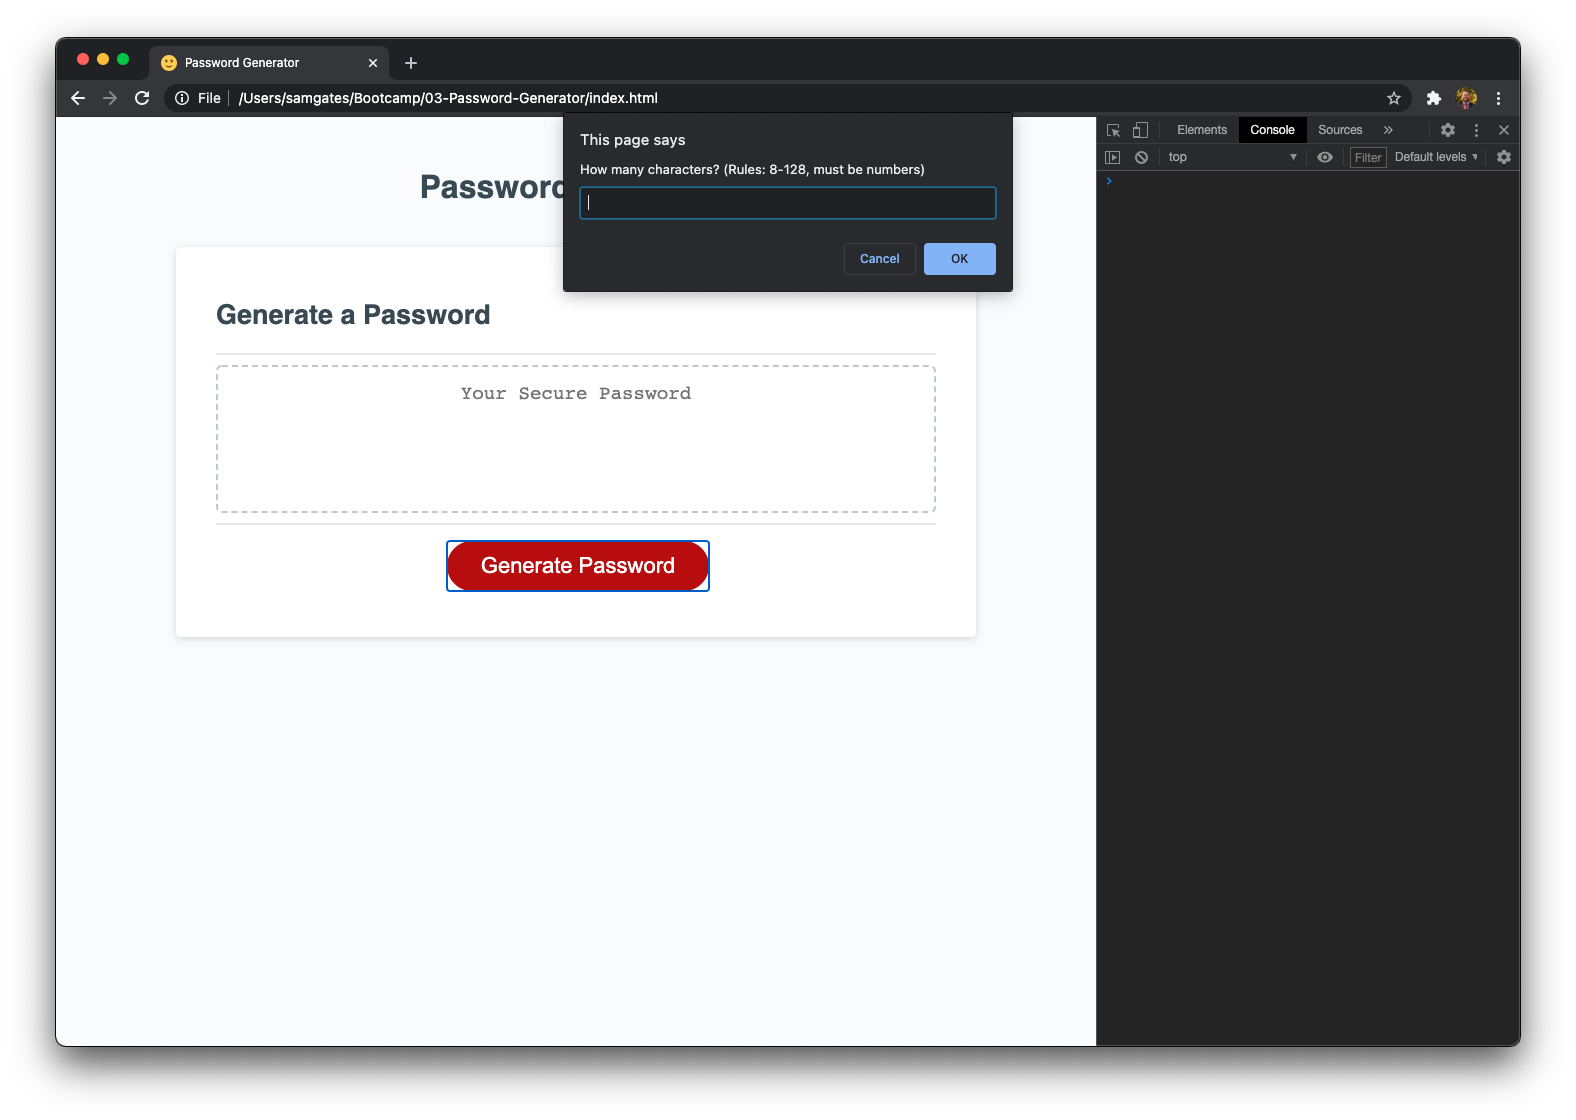 Password Generator
File /Users/samgates/Bootcamp/03-Password-Generator/index.html
This page says
How many characters? (Rules: 8-128, must be numbers)
Cancel OK
Password
Generate a Password
Your Secure Password
Generate Password
Elements Console Sources
top Filter Default levels